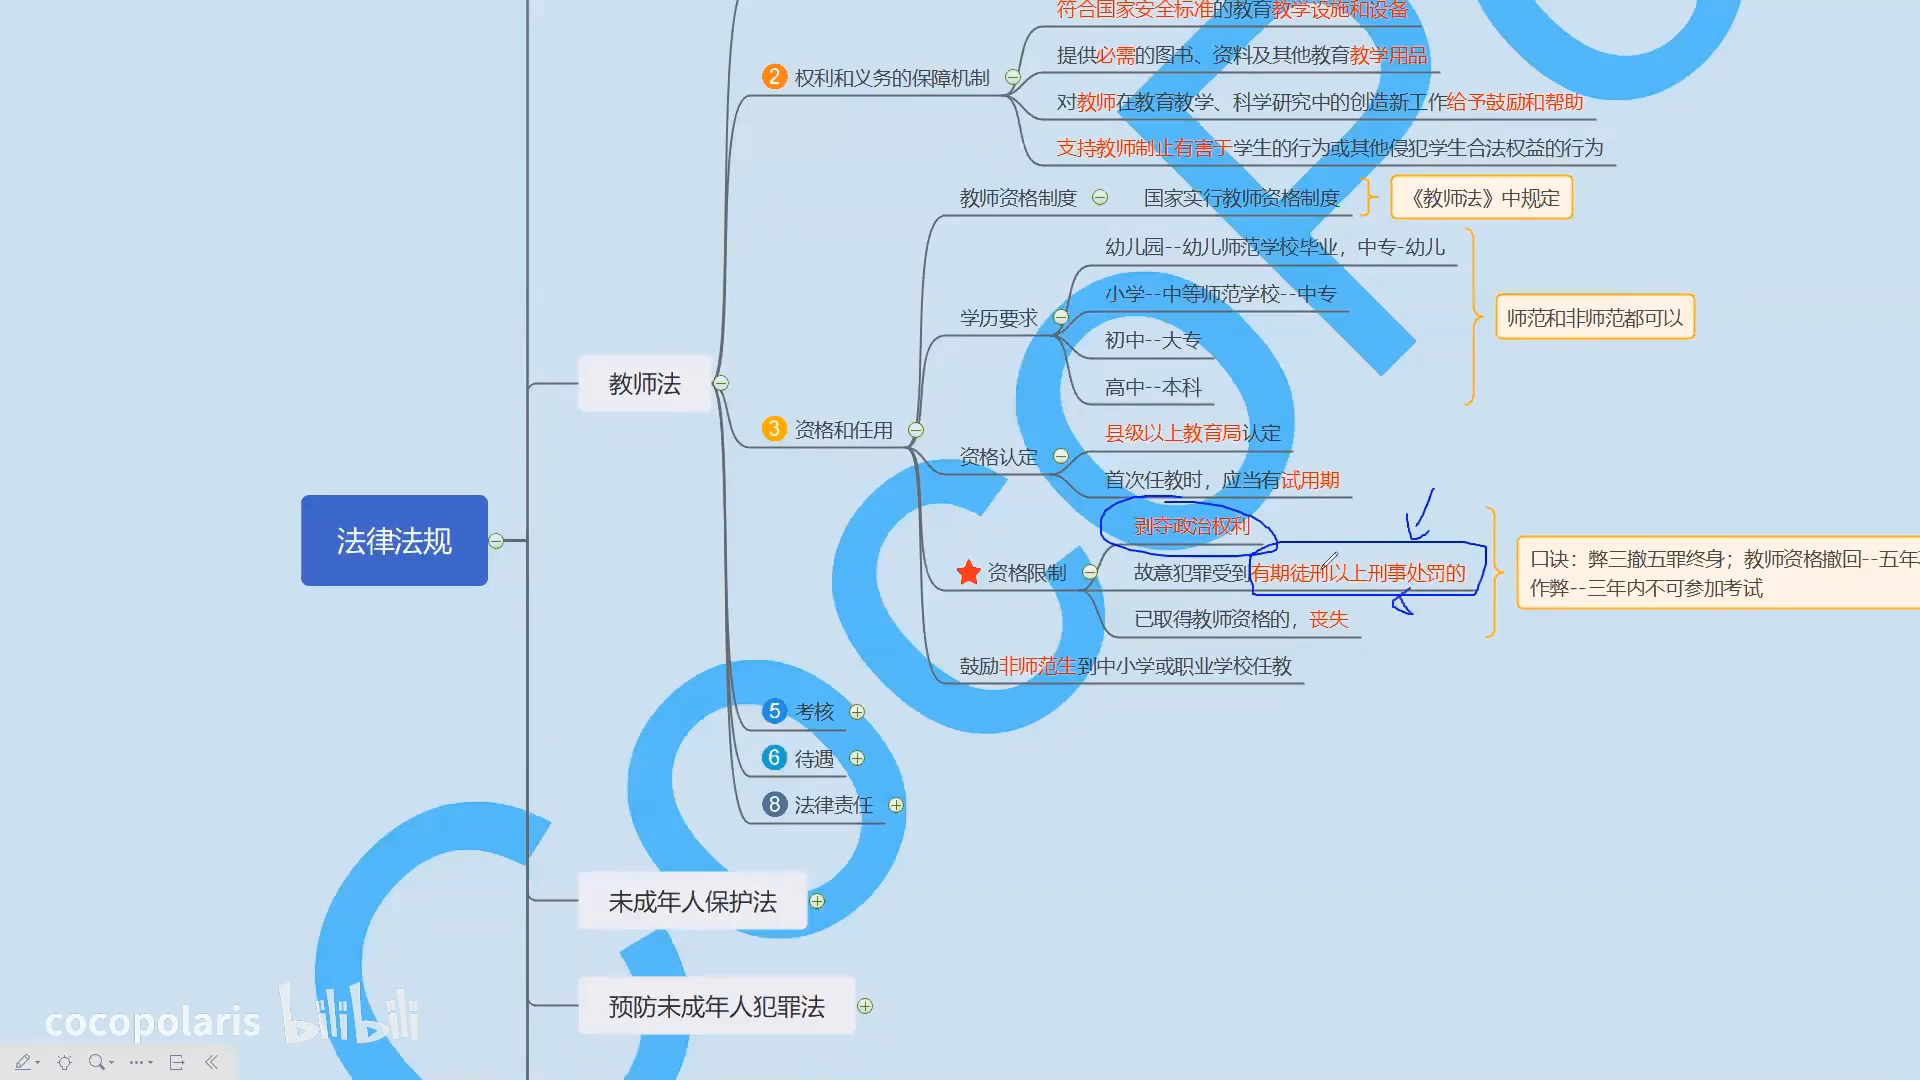 符合国家安全标准的教育教学设施和设备
② 权利和义务的保障机制
提供必需的图书、资料及其他教育教学用品
对教师在教育教学、科学研究中的创造新工作给予鼓励和帮助
支持教师制止有害于学生的行为或其他侵犯学生合法权益的行为
教师资格制度
国家实行教师资格制度
《教师法》中规定
幼儿园--幼儿师范学校毕业，中专-幼儿
小学--中等师范学校--中专
学历要求
师范和非师范都可以
初中--大专
高中--本科
教师法
③ 资格和任用
县级以上教育局认定
资格认定
首次任教时，应当有试用期
剥夺政治权利
法律法规
资格限制
故意犯罪受到有期徒刑以上刑事处罚的
口诀：弊三撤五罪终身；教师资格撤回--五年
作弊--三年内不可参加考试
已取得教师资格的，丧失
鼓励非师范生到中小学或职业学校任教
⑤ 考核
⑥ 待遇
⑧ 法律责任
未成年人保护法
预防未成年人犯罪法
cocopolaris bilibili